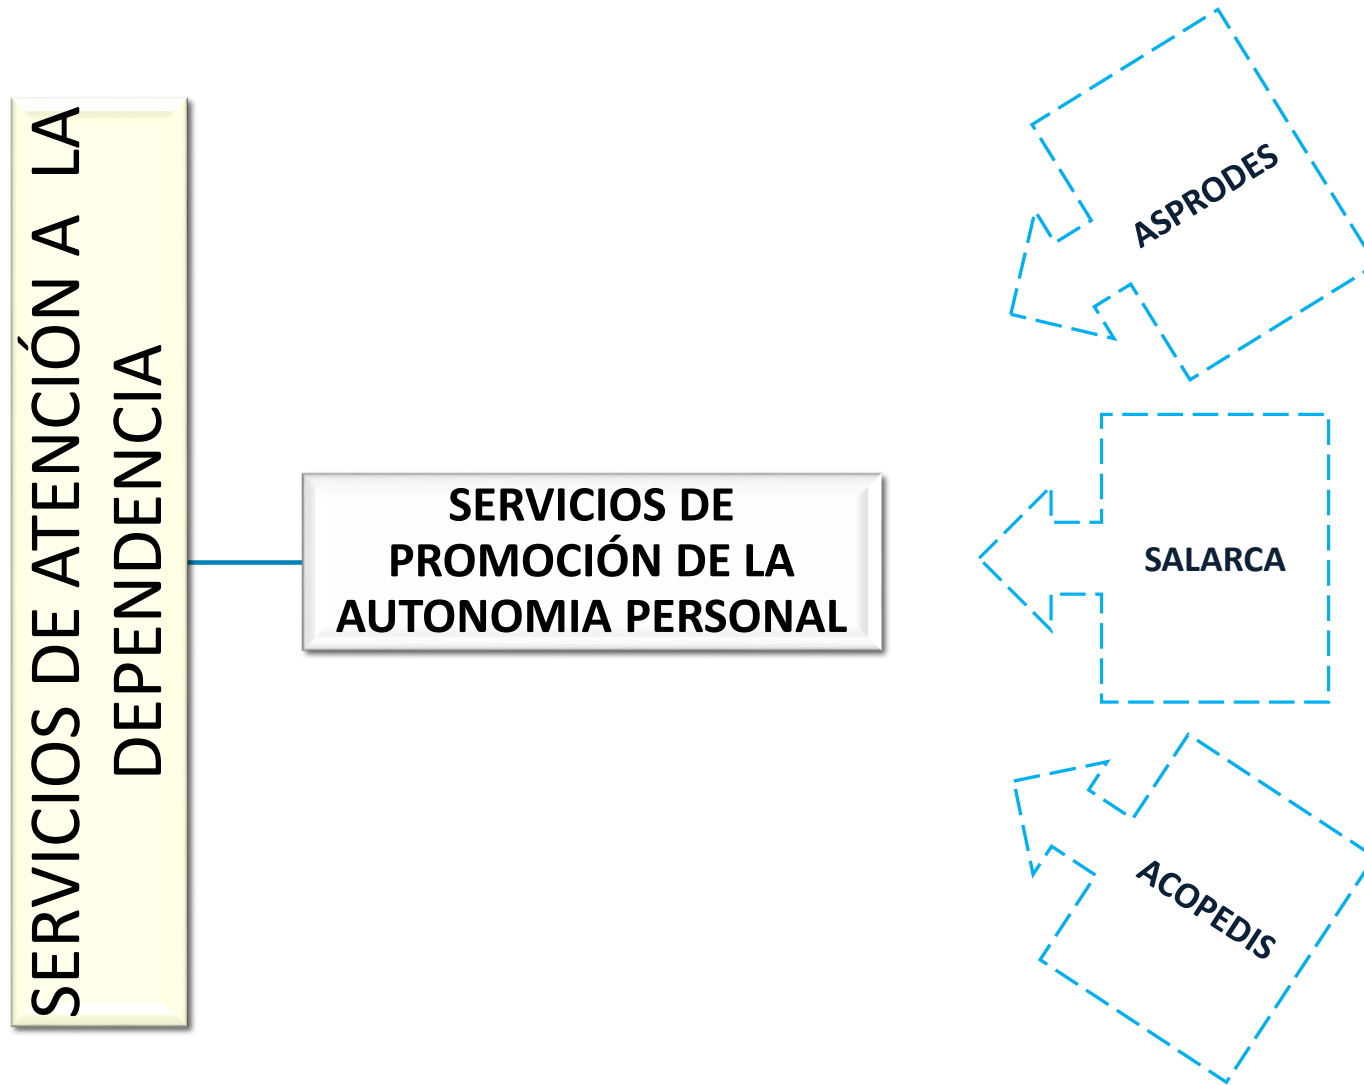 SERVICIOS DE ATENCIÓN A LA
DEPENDENCIA
SERVICIOS DE
PROMOCIÓN DE LA
AUTONOMIA PERSONAL
ASPRODES
SALARCA
ACOPEDIS